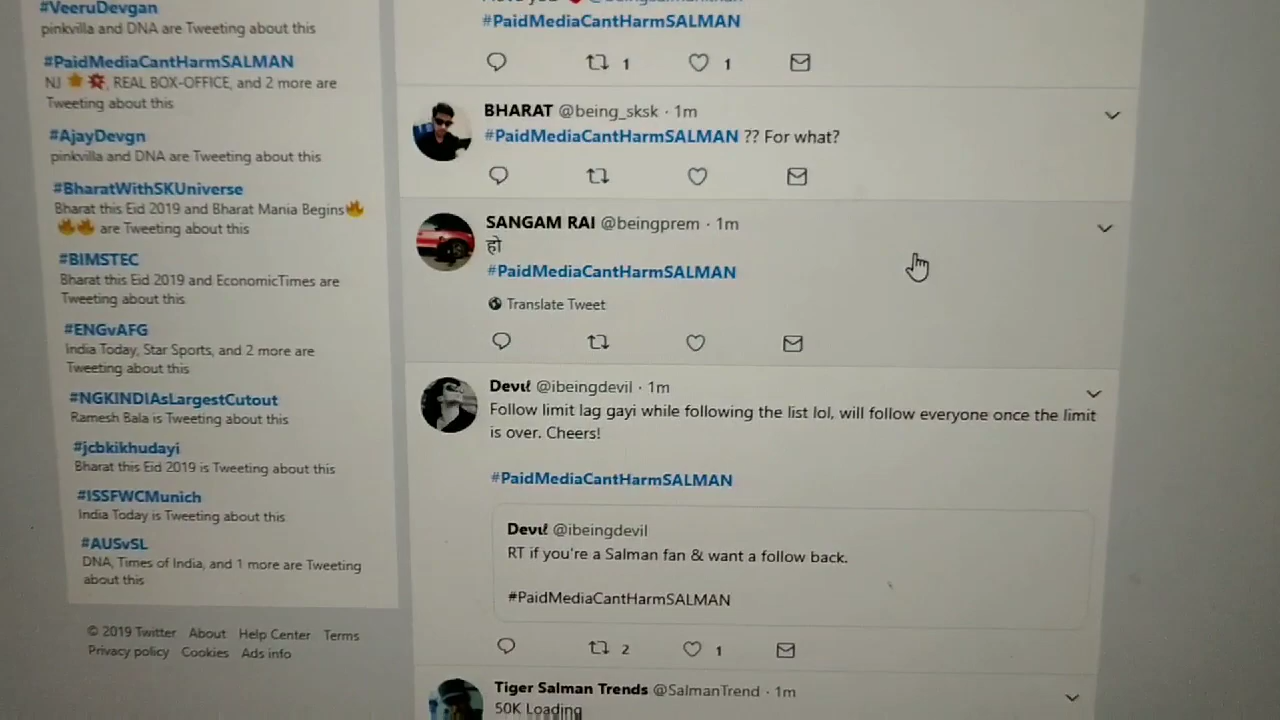 #VeeruDevgan
pinkvilla and DNA are Tweeting about this
#PaidMediaCantHarmSALMAN
NJ ⭐ 💥, REAL BOX-OFFICE, and 2 more are
Tweeting about this
#AjayDevgn
pinkvilla and DNA are Tweeting about this
#BharatWithSKUniverse
Bharat this Eid 2019 and Bharat Mania Begins🔥
🔥🔥 are Tweeting about this
#BIMSTEC
Bharat this Eid 2019 and EconomicTimes are
Tweeting about this
#ENGvAFG
India Today, Star Sports, and 2 more are
Tweeting about this
#NGKINDIAsLargestCutout
Ramesh Bala is Tweeting about this
#jcbkikhudayi
Bharat this Eid 2019 is Tweeting about this
#ISSFWCMunich
India Today is Tweeting about this
#AUSvSL
DNA, Times of India, and 1 more are Tweeting
about this
© 2019 Twitter About Help Center Terms
Privacy policy Cookies Ads info
#PaidMediaCantHarmSALMAN
1 1
BHARAT @being_sksk · 1m
#PaidMediaCantHarmSALMAN ?? For what?
SANGAM RAI @beingprem · 1m
हो
#PaidMediaCantHarmSALMAN
Translate Tweet
Devıł @ibeingdevil · 1m
Follow limit lag gayi while following the list lol, will follow everyone once the limit
is over. Cheers!
#PaidMediaCantHarmSALMAN
Devıł @ibeingdevil
RT if you're a Salman fan & want a follow back.
#PaidMediaCantHarmSALMAN
2 1
Tiger Salman Trends @SalmanTrend · 1m
50K Loading